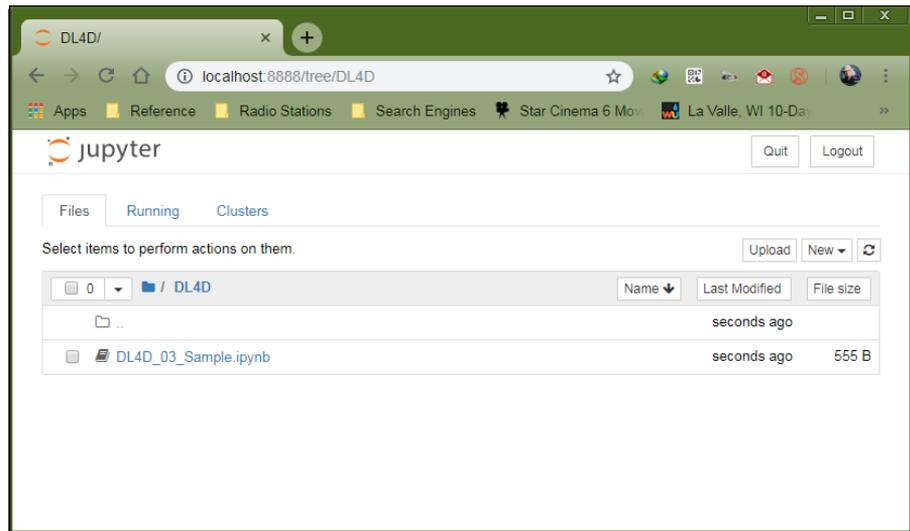 DL4D/
localhost:8888/tree/DL4D
Apps Reference Radio Stations Search Engines Star Cinema 6 Mov La Valle, WI 10-Day
jupyter Quit Logout
Files Running Clusters
Select items to perform actions on them. Upload New
0 / DL4D Name Last Modified File size
.. seconds ago
DL4D_03_Sample.ipynb seconds ago 555 B